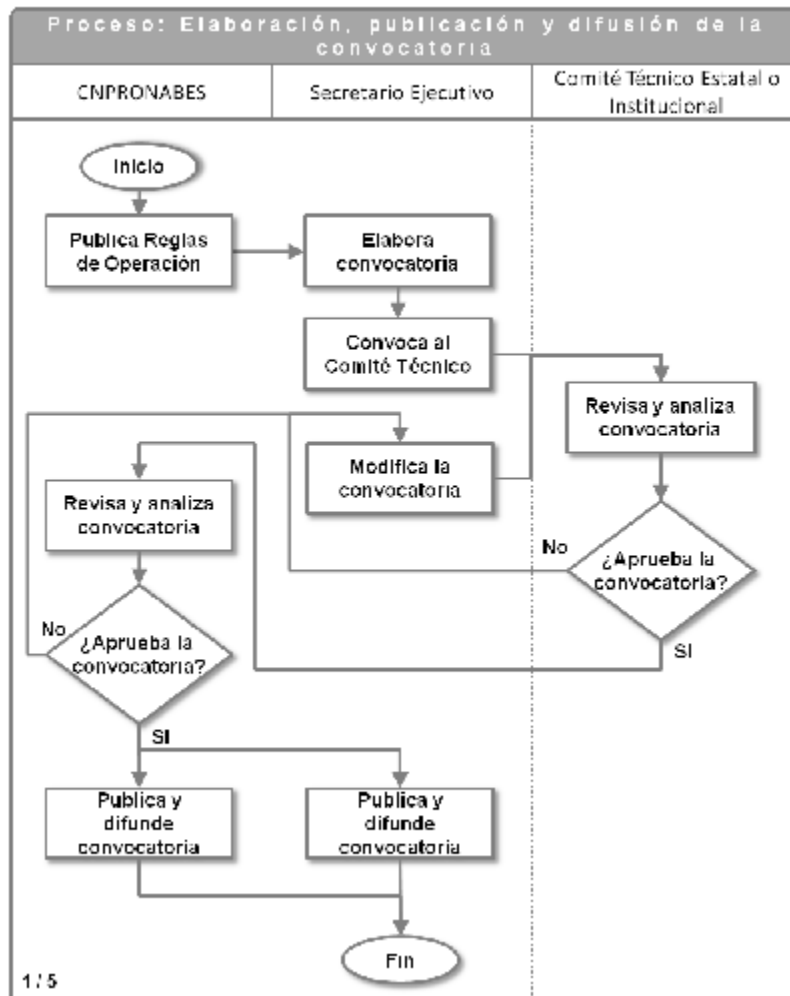 Proceso: Elaboración, publicación y difusión de la
convocatoria
CNPRONABES
Secretario Ejecutivo
Comité Técnico Estatal o
Institucional
Inicio
Publica Reglas
de Operación
Elabora
convocatoria
Convoca al
Comité Técnico
Revisa y analiza
convocatoria
Modifica la
convocatoria
Revisa y analiza
convocatoria
No
¿Aprueba la
convocatoria?
SI
No
¿Aprueba la
convocatoria?
SI
Publica y
difunde
convocatoria
Publica y
difunde
convocatoria
Fin
1 / 5